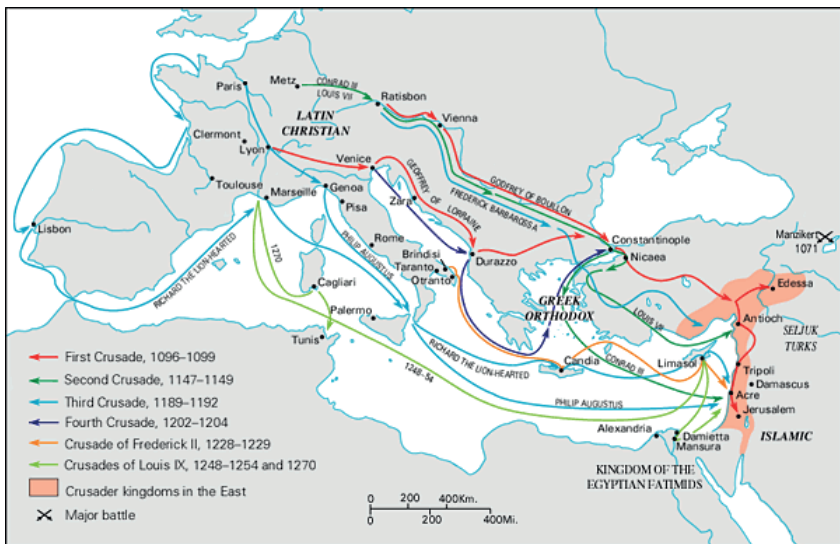 Paris
Metz
CONRAD III
LOUIS VII
Ratisbon
LATIN
CHRISTIAN
Vienna
Clermont
Lyon
Venice
GEOFFREY OF LORRAINE
GODFREY OF BOUILLON
FREDERICK BARBAROSSA
Toulouse
Marseille
Genoa
Pisa
Zara
Lisbon
RICHARD THE LION-HEARTED
1270
PHILIP AUGUSTUS
Rome
Brindisi
Taranto
Otranto
Durazzo
Constantinople
Nicaea
Manzikert
1071
Edessa
Cagliari
Palermo
Tunis
GREEK
ORTHODOX
LOUIS VII
Antioch
SELJUK
TURKS
RICHARD THE LION-HEARTED
Candia
CONRAD III
Limasol
Tripoli
Damascus
1248–54
PHILIP AUGUSTUS
Acre
Jerusalem
Alexandria
Damietta
Mansura
ISLAMIC
KINGDOM OF THE
EGYPTIAN FATIMIDS
First Crusade, 1096–1099
Second Crusade, 1147–1149
Third Crusade, 1189–1192
Fourth Crusade, 1202–1204
Crusade of Frederick II, 1228–1229
Crusades of Louis IX, 1248–1254 and 1270
Crusader kingdoms in the East
Major battle
0 200 400Km.
0 200 400Mi.